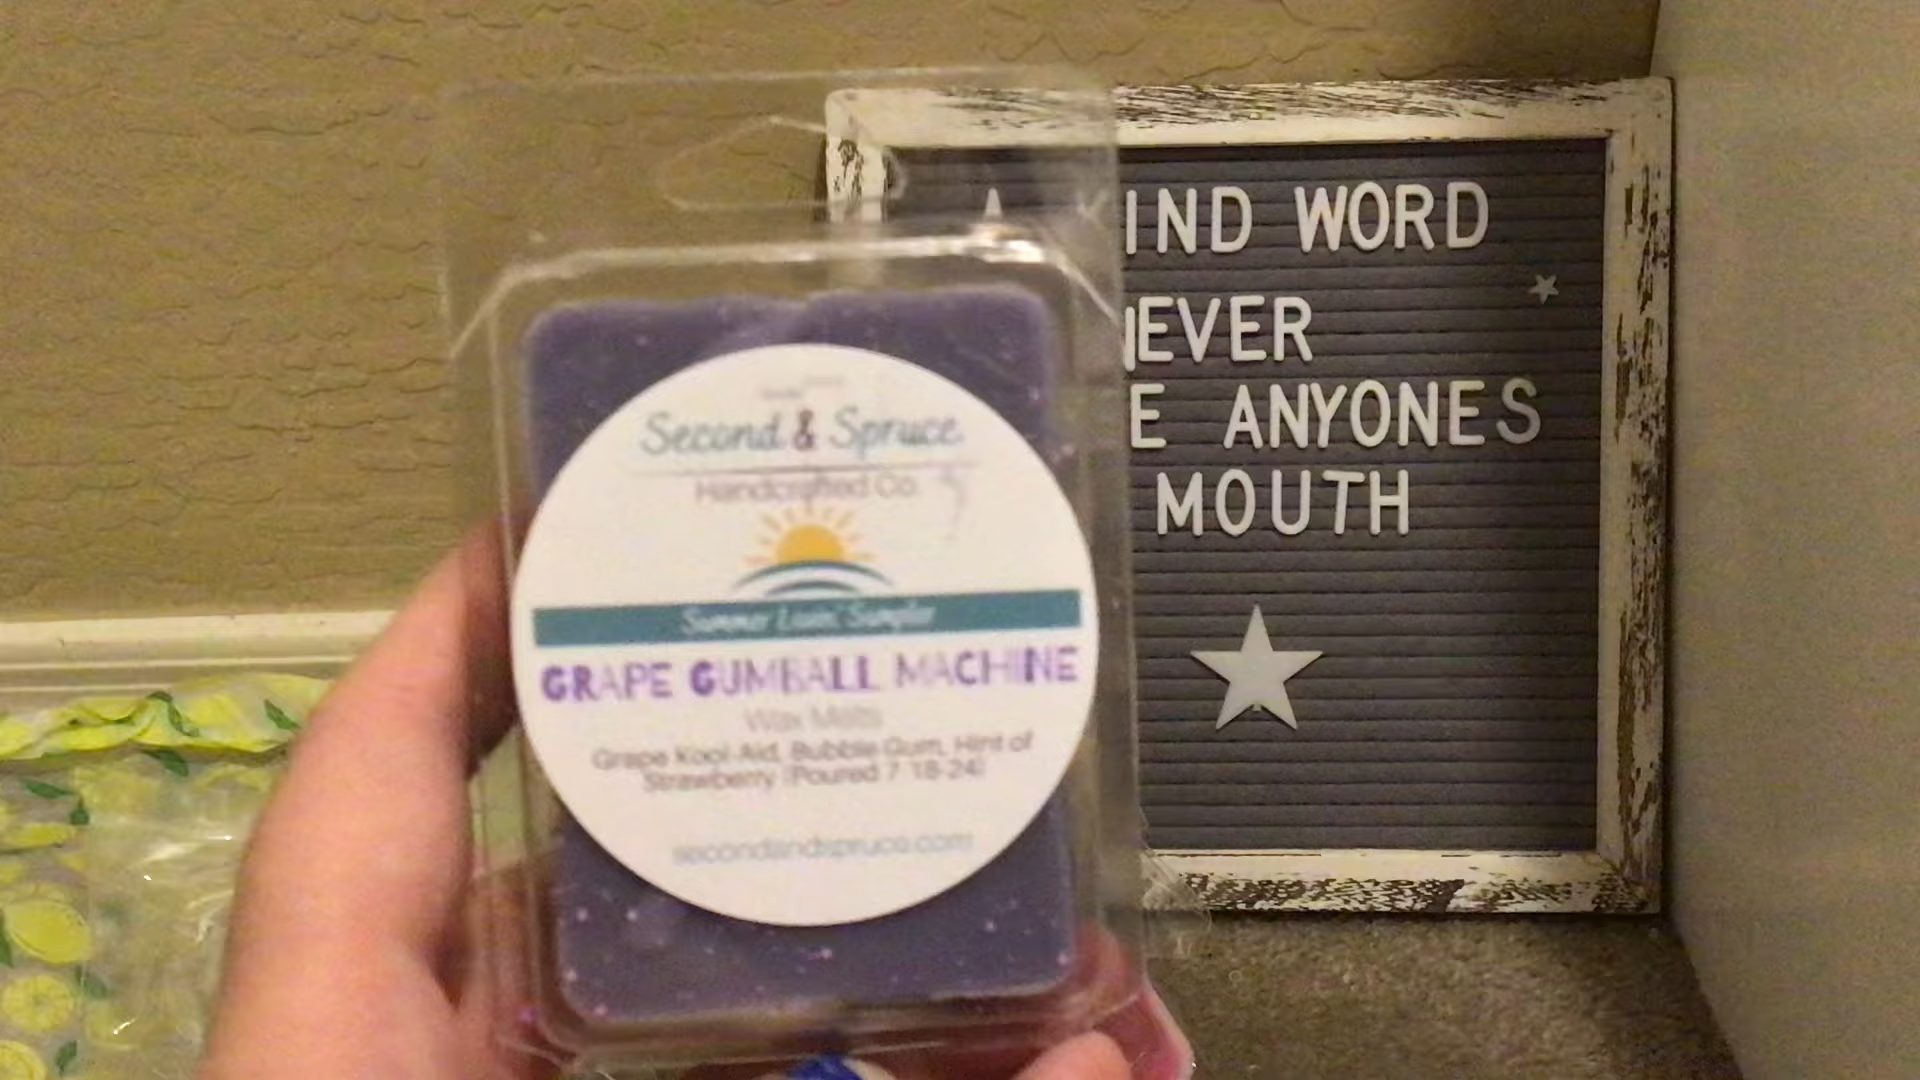 Second & Spruce
Handcrafted Co
Summer Lovin' Sampler
GRAPE GUMBALL MACHINE
Wax Melts
Grape Kool-Aid, Bubble Gum, Hint of
Strawberry (Poured 7-18-24)
secondandspruce.com
A KIND WORD
EVER
E ANYONES
MOUTH